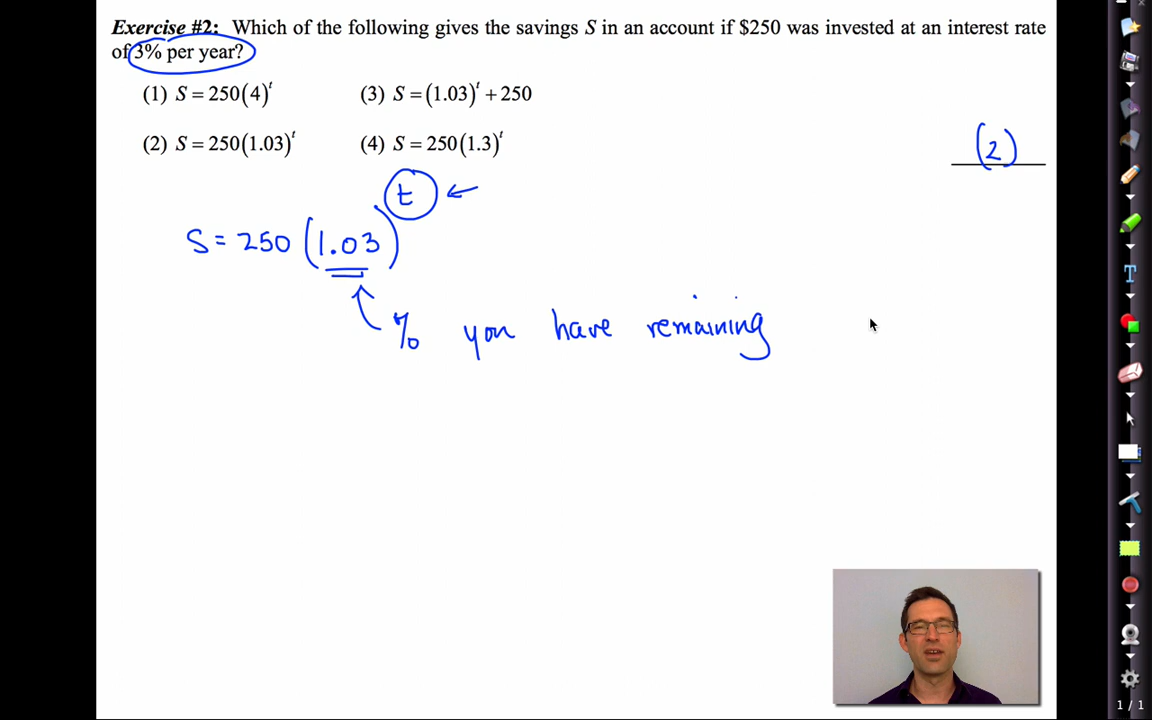 Exercise #2: Which of the following gives the savings S in an account if $250 was invested at an interest rate
of 3% per year?
(1) S = 250(4)^t (3) S = (1.03)^t + 250
(2) S = 250(1.03)^t (4) S = 250(1.3)^t
(2)
S = 250 (1.03)^t ←
% you have remaining
T
1 / 1